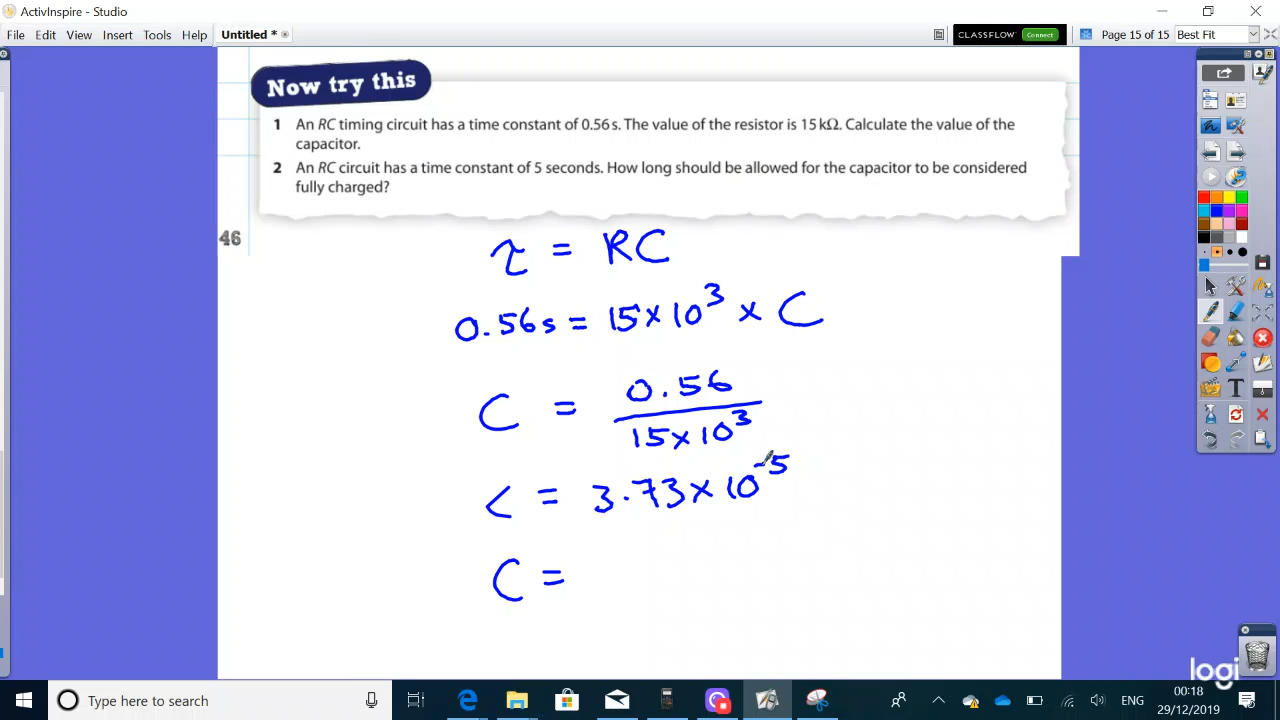 ActivInspire - Studio
File Edit View Insert Tools Help
Untitled *
CLASSFLOW Connect
Page 15 of 15
Best Fit
Now try this
1 An RC timing circuit has a time constant of 0.56 s. The value of the resistor is 15 kΩ. Calculate the value of the
capacitor.
2 An RC circuit has a time constant of 5 seconds. How long should be allowed for the capacitor to be considered
fully charged?
46
τ = RC
0.56s = 15×10³ × C
C = 0.56
15×10³
C = 3.73×10⁻⁵
C =
logi
Type here to search
ENG
00:18
29/12/2019